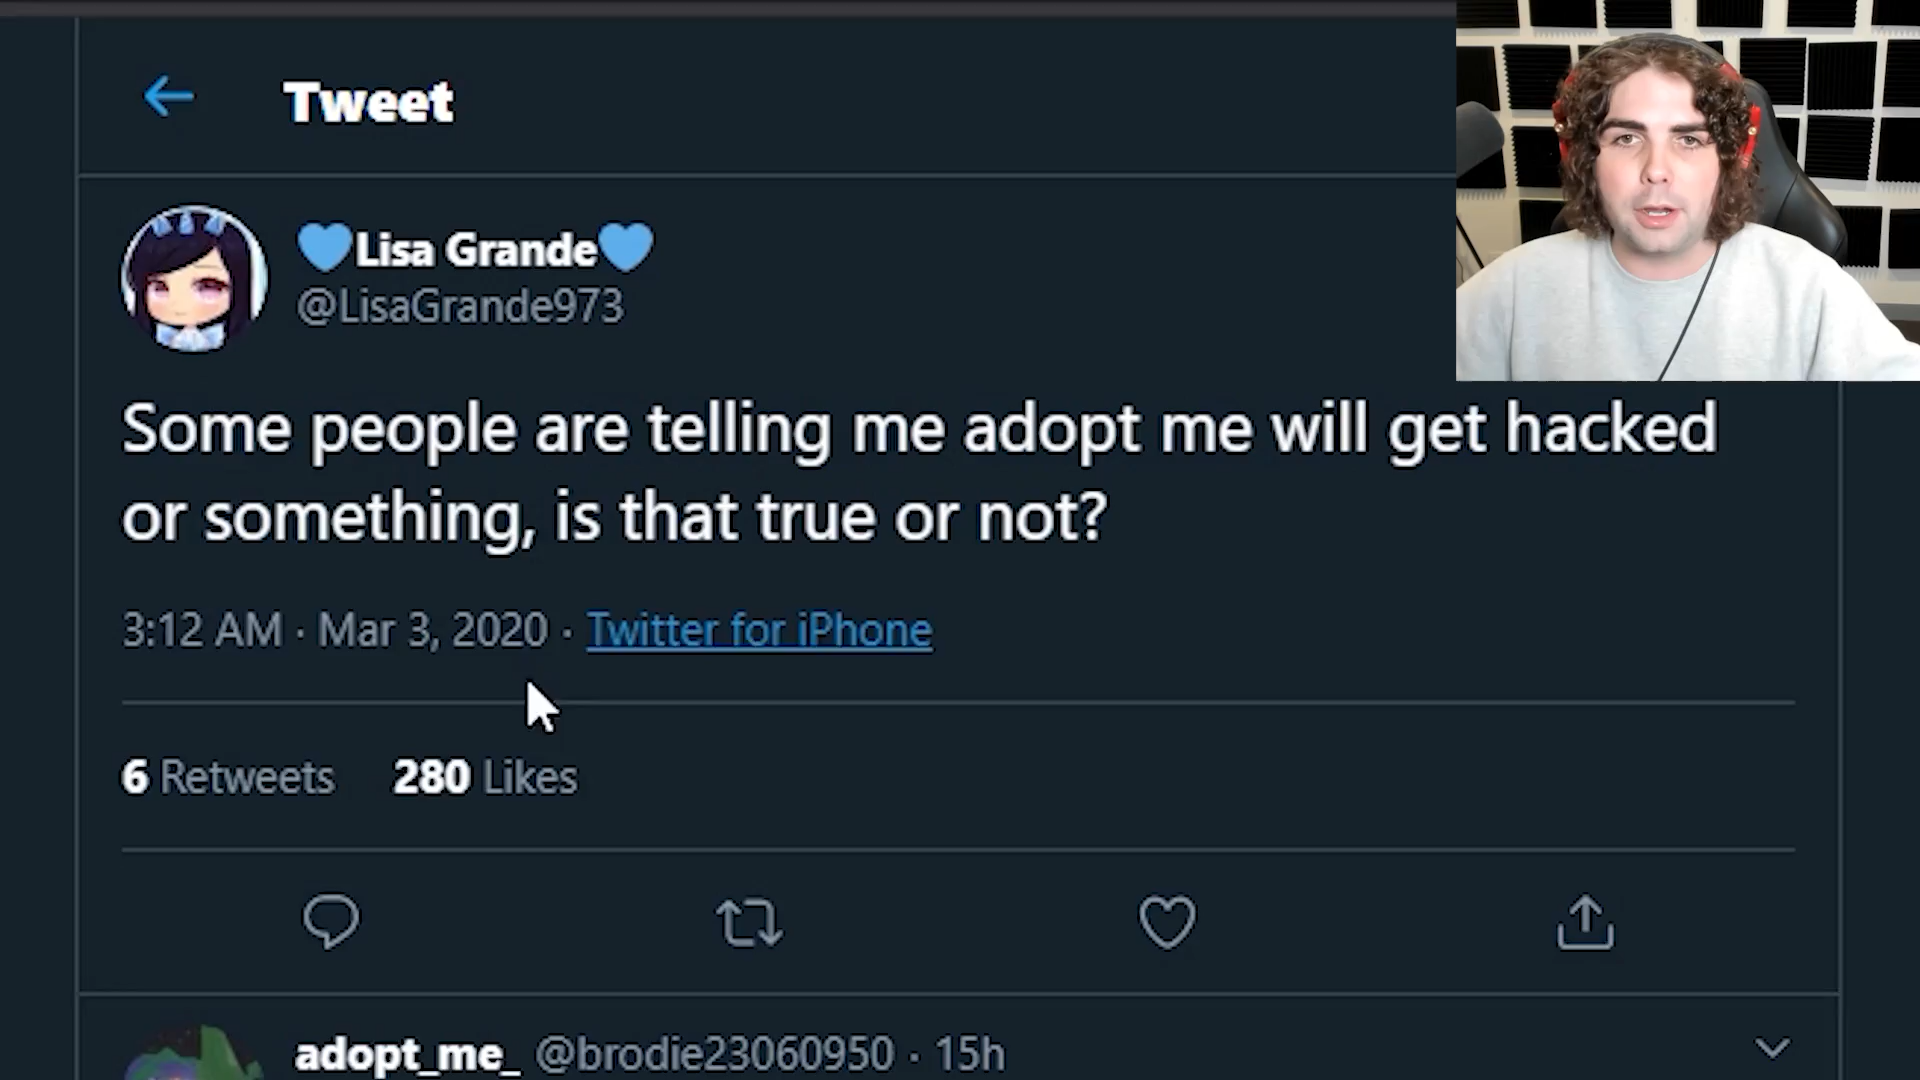 Tweet
💙Lisa Grande💙
@LisaGrande973
Some people are telling me adopt me will get hacked
or something, is that true or not?
3:12 AM · Mar 3, 2020 · Twitter for iPhone
6 Retweets 280 Likes
adopt_me_ @brodie23060950 · 15h